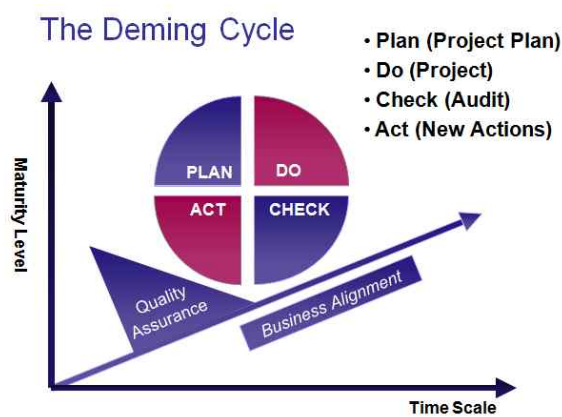 The Deming Cycle
• Plan (Project Plan)
• Do (Project)
• Check (Audit)
• Act (New Actions)
Maturity Level
PLAN
DO
ACT
CHECK
Quality
Assurance
Business Alignment
Time Scale